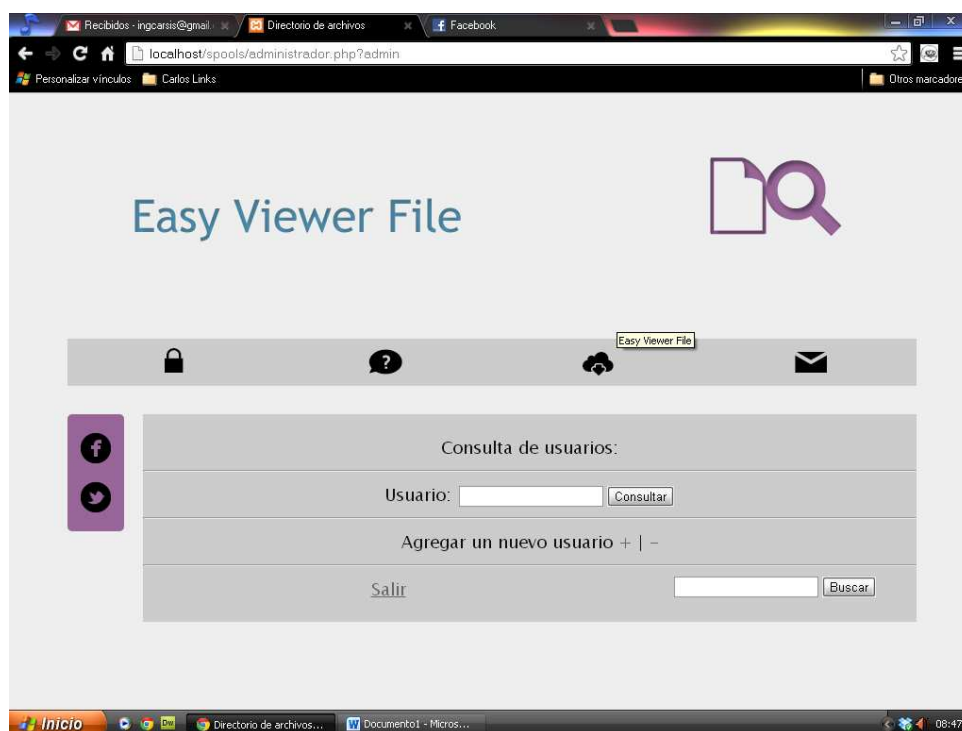 Recibidos - ingcarsis@gmail.
Directorio de archivos
Facebook
localhost/spools/administrador.php?admin
Personalizar vínculos
Carlos Links
Otros marcadore
Easy Viewer File
Easy Viewer File
Consulta de usuarios:
Usuario:
Consultar
Agregar un nuevo usuario + | -
Salir
Buscar
Inicio
Dw
Directorio de archivos...
Documento1 - Micros...
08:47